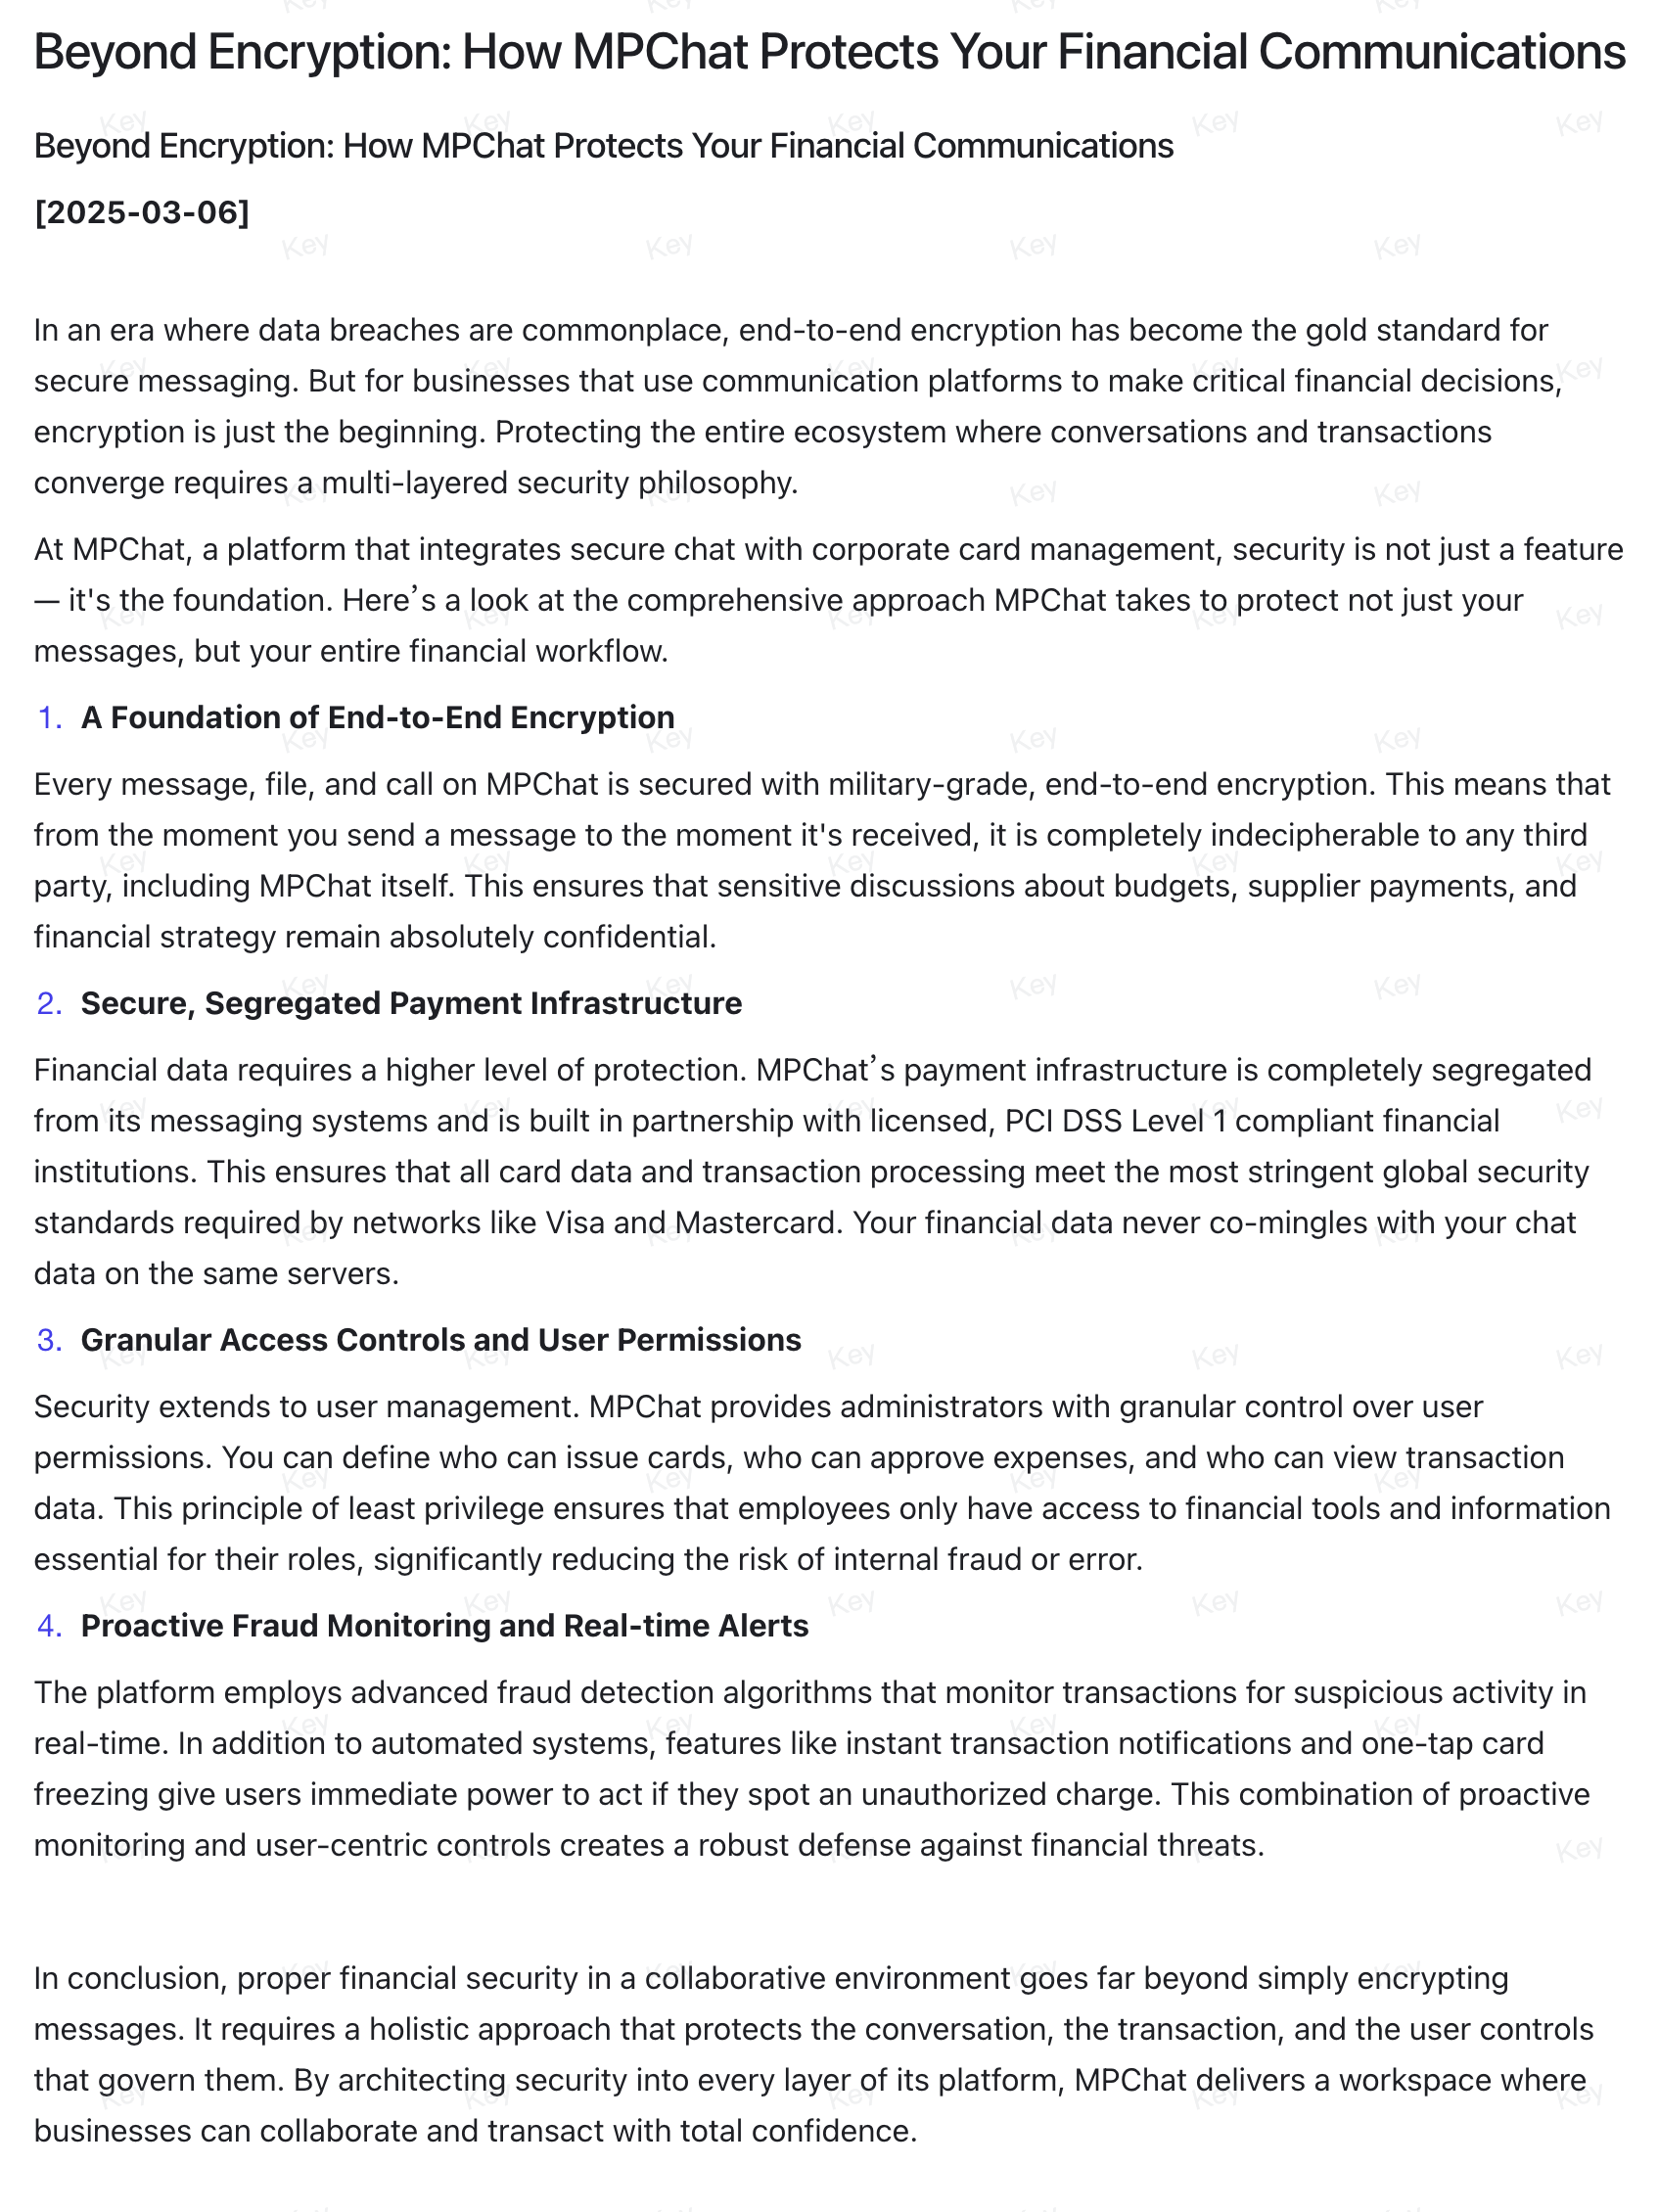 Beyond Encryption: How MPChat Protects Your Financial Communications
Beyond Encryption: How MPChat Protects Your Financial Communications
[2025-03-06]
In an era where data breaches are commonplace, end-to-end encryption has become the gold standard for
secure messaging. But for businesses that use communication platforms to make critical financial decisions,
encryption is just the beginning. Protecting the entire ecosystem where conversations and transactions
converge requires a multi-layered security philosophy.
At MPChat, a platform that integrates secure chat with corporate card management, security is not just a feature
— it's the foundation. Here’s a look at the comprehensive approach MPChat takes to protect not just your
messages, but your entire financial workflow.
1. A Foundation of End-to-End Encryption
Every message, file, and call on MPChat is secured with military-grade, end-to-end encryption. This means that
from the moment you send a message to the moment it's received, it is completely indecipherable to any third
party, including MPChat itself. This ensures that sensitive discussions about budgets, supplier payments, and
financial strategy remain absolutely confidential.
2. Secure, Segregated Payment Infrastructure
Financial data requires a higher level of protection. MPChat’s payment infrastructure is completely segregated
from its messaging systems and is built in partnership with licensed, PCI DSS Level 1 compliant financial
institutions. This ensures that all card data and transaction processing meet the most stringent global security
standards required by networks like Visa and Mastercard. Your financial data never co-mingles with your chat
data on the same servers.
3. Granular Access Controls and User Permissions
Security extends to user management. MPChat provides administrators with granular control over user
permissions. You can define who can issue cards, who can approve expenses, and who can view transaction
data. This principle of least privilege ensures that employees only have access to financial tools and information
essential for their roles, significantly reducing the risk of internal fraud or error.
4. Proactive Fraud Monitoring and Real-time Alerts
The platform employs advanced fraud detection algorithms that monitor transactions for suspicious activity in
real-time. In addition to automated systems, features like instant transaction notifications and one-tap card
freezing give users immediate power to act if they spot an unauthorized charge. This combination of proactive
monitoring and user-centric controls creates a robust defense against financial threats.
In conclusion, proper financial security in a collaborative environment goes far beyond simply encrypting
messages. It requires a holistic approach that protects the conversation, the transaction, and the user controls
that govern them. By architecting security into every layer of its platform, MPChat delivers a workspace where
businesses can collaborate and transact with total confidence.
Key